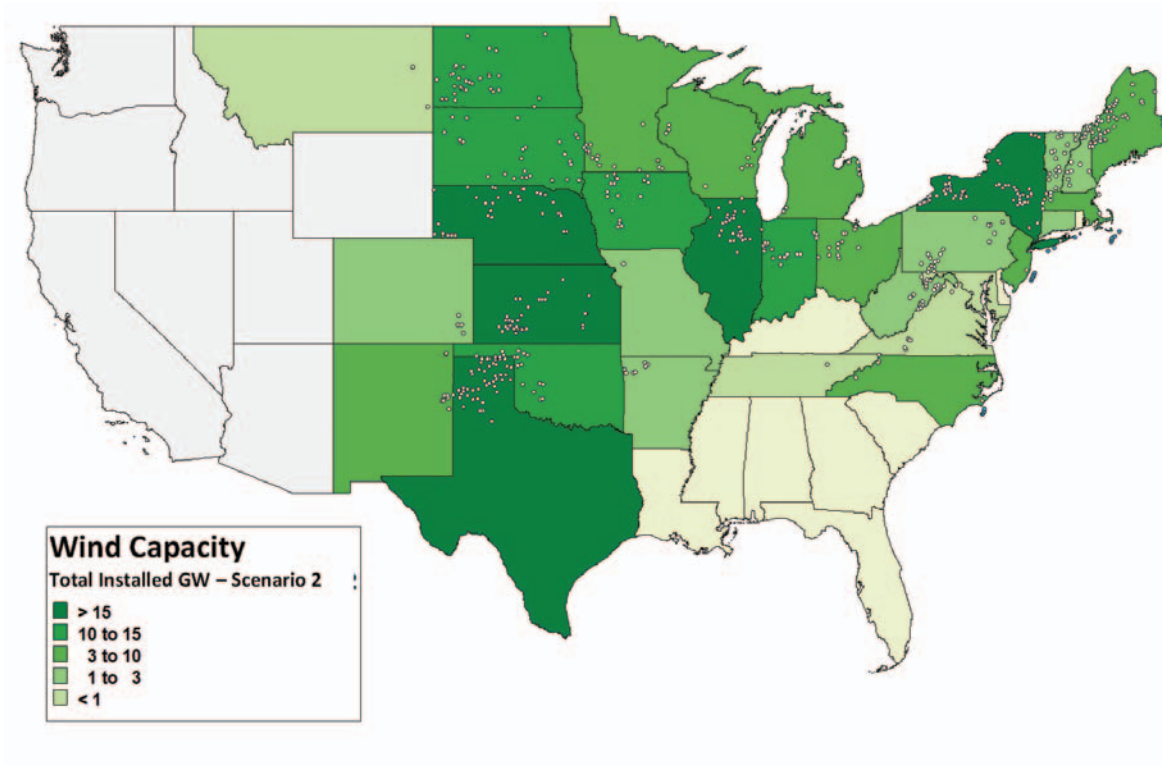 Wind Capacity
Total Installed GW – Scenario 2
> 15
10 to 15
3 to 10
1 to 3
< 1